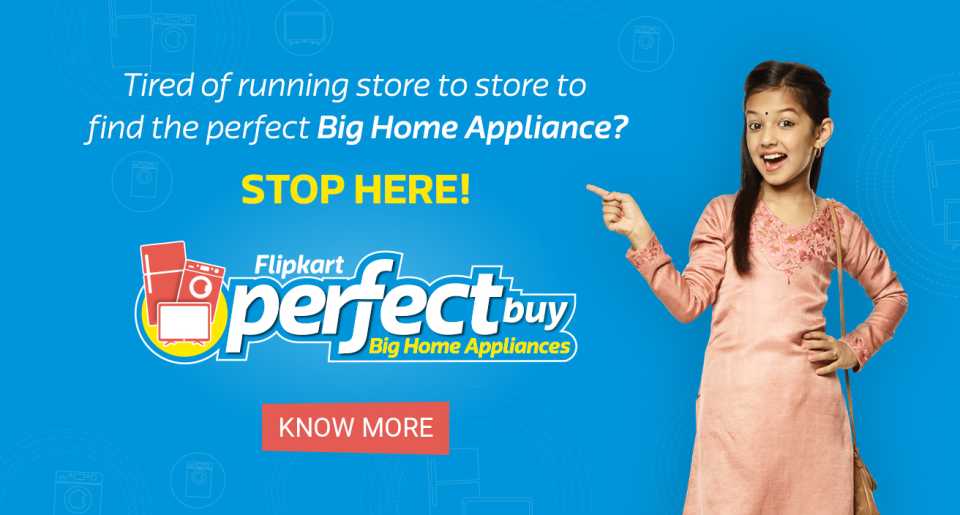 Tired of running store to store to
find the perfect Big Home Appliance?
STOP HERE!
Flipkart
perfect buy
Big Home Appliances
KNOW MORE